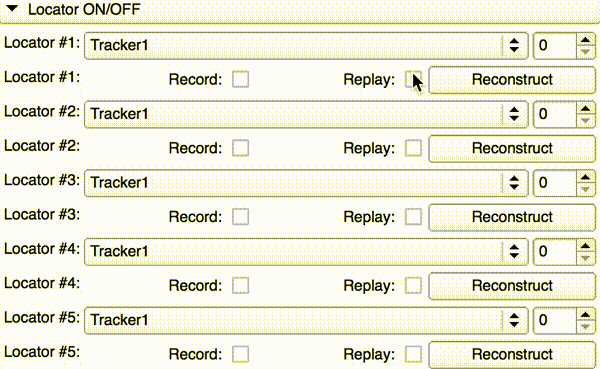 Locator ON/OFF
Locator #1: Tracker1 0
Locator #1: Record: Replay: Reconstruct
Locator #2: Tracker1 0
Locator #2: Record: Replay: Reconstruct
Locator #3: Tracker1 0
Locator #3: Record: Replay: Reconstruct
Locator #4: Tracker1 0
Locator #4: Record: Replay: Reconstruct
Locator #5: Tracker1 0
Locator #5: Record: Replay: Reconstruct